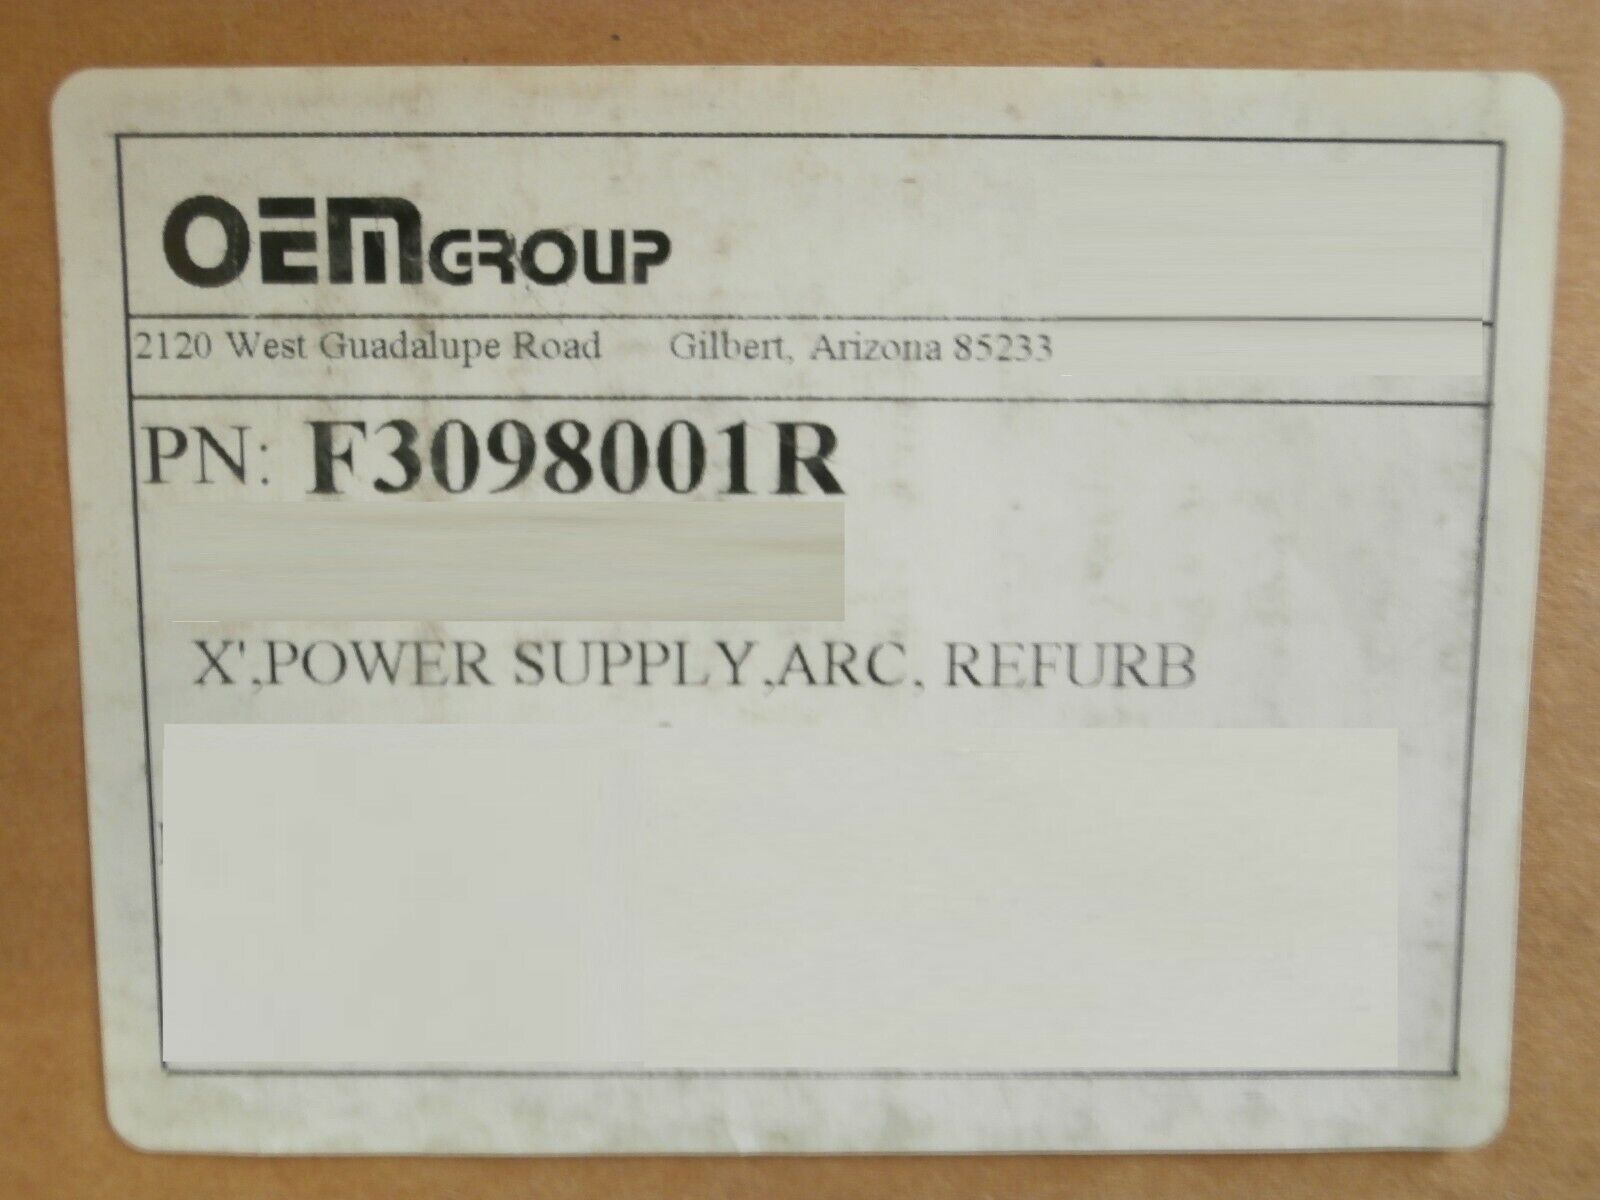 OEMGROUP
2120 West Guadalupe Road Gilbert, Arizona 85233
PN: F3098001R
X',POWER SUPPLY,ARC, REFURB